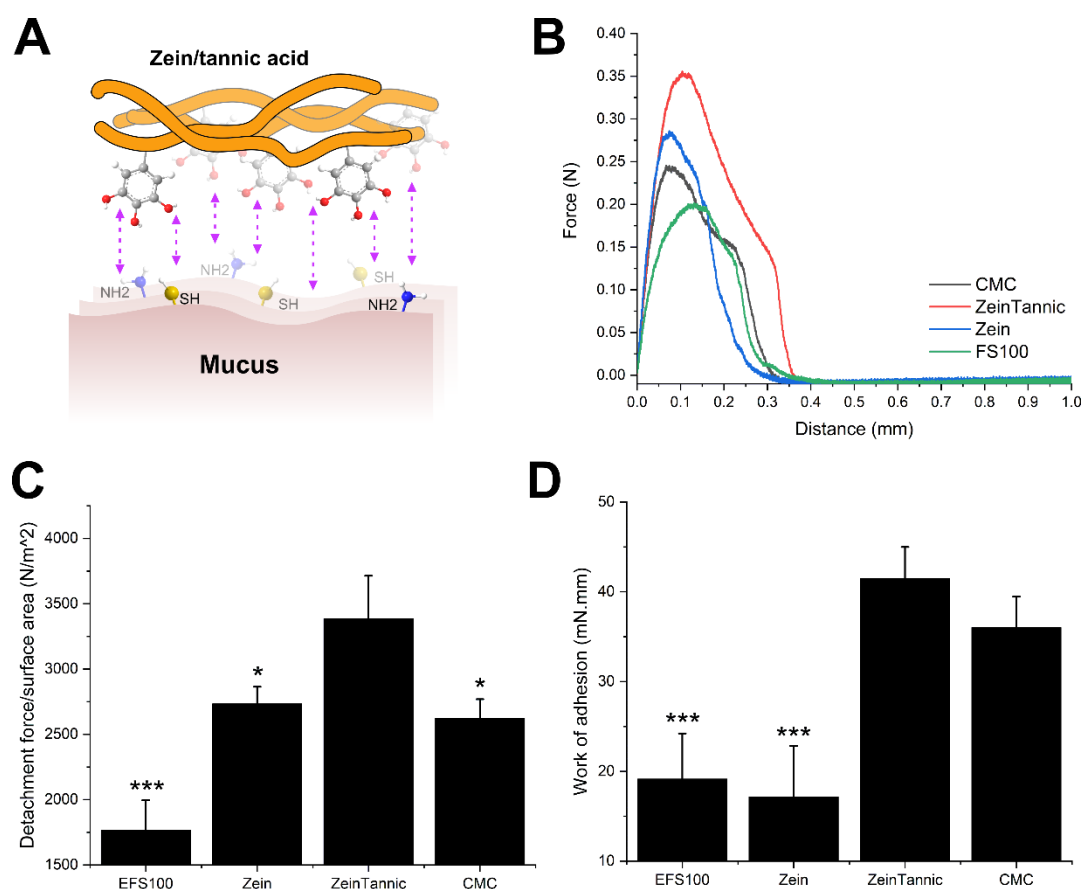 A
Zein/tannic acid
NH2
NH2
SH
SH
SH
NH2
Mucus
B
Force (N)
0.40
0.35
0.30
0.25
0.20
0.15
0.10
0.05
0.00
CMC
ZeinTannic
Zein
FS100
0.0 0.1 0.2 0.3 0.4 0.5 0.6 0.7 0.8 0.9 1.0
Distance (mm)
C
Detachment force/surface area (N/m^2)
4000
3500
3000
2500
2000
1500
***
*
*
EFS100 Zein ZeinTannic CMC
D
Work of adhesion (mN.mm)
50
40
30
20
10
***
***
EFS100 Zein ZeinTannic CMC